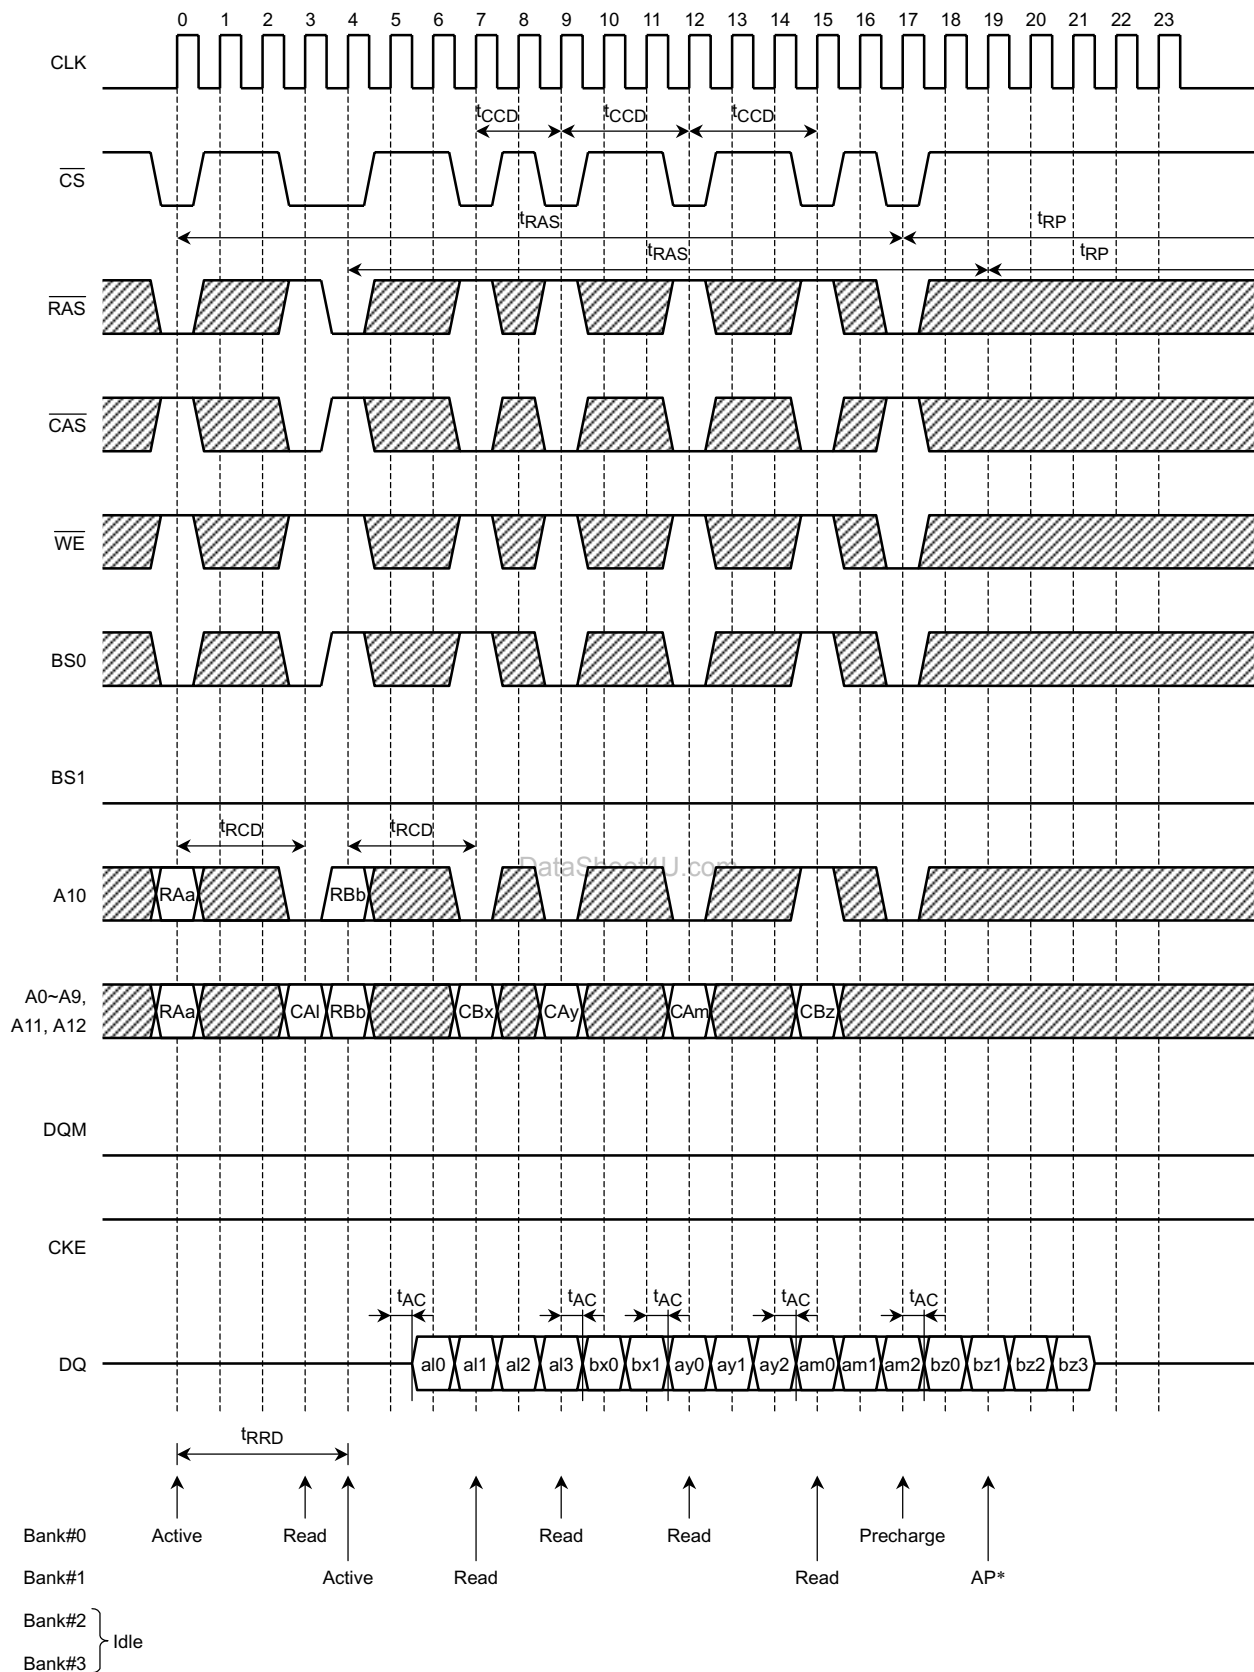 0 1 2 3 4 5 6 7 8 9 10 11 12 13 14 15 16 17 18 19 20 21 22 23
CLK
tCCD tCCD tCCD
CS
tRAS tRP
tRAS tRP
RAS
CAS
WE
BS0
BS1
tRCD tRCD
DataSheet4U.com
A10 RAa RBb
A0~A9,
A11, A12
RAa CAl RBb CBx CAy CAm CBz
DQM
CKE
tAC tAC tAC tAC tAC
DQ al0 al1 al2 al3 bx0 bx1 ay0 ay1 ay2 am0 am1 am2 bz0 bz1 bz2 bz3
tRRD
Bank#0 Active Read Read Read Precharge
Bank#1 Active Read Read AP*
Bank#2
Idle
Bank#3